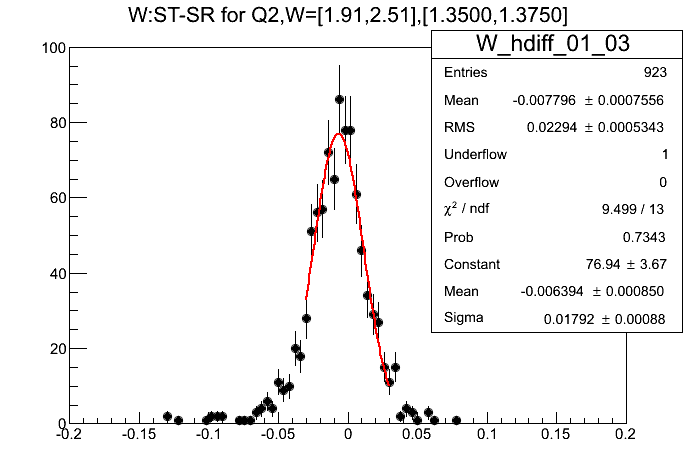 W:ST-SR for Q2,W=[1.91,2.51],[1.3500,1.3750]
W_hdiff_01_03
Entries 923
Mean -0.007796 ± 0.0007556
RMS 0.02294 ± 0.0005343
Underflow 1
Overflow 0
χ² / ndf 9.499 / 13
Prob 0.7343
Constant 76.94 ± 3.67
Mean -0.006394 ± 0.000850
Sigma 0.01792 ± 0.00088
100
80
60
40
20
0
-0.2 -0.15 -0.1 -0.05 0 0.05 0.1 0.15 0.2